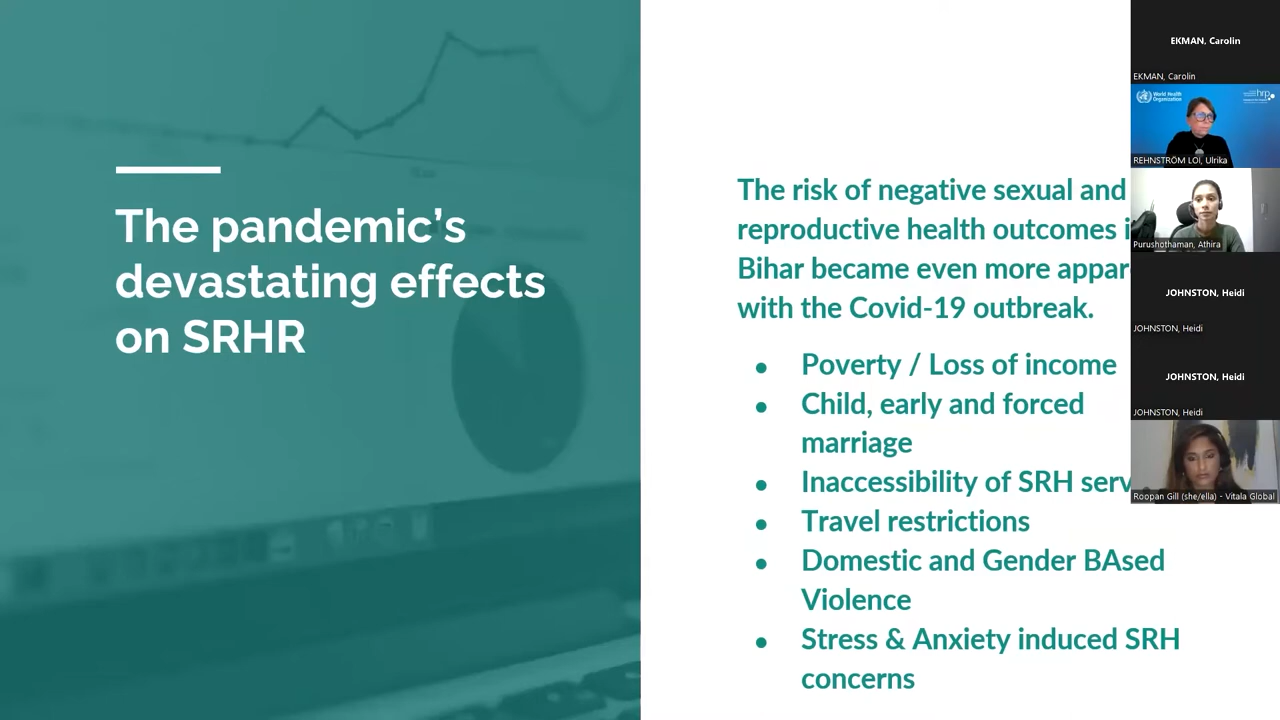 The pandemic’s
devastating effects
on SRHR
The risk of negative sexual and
reproductive health outcomes
Bihar became even more
with the Covid-19 outbreak.
● Poverty / Loss of income
● Child, early and forced
marriage
● Inaccessibility of SRH
● Travel restrictions
● Domestic and Gender BAsed
Violence
● Stress & Anxiety induced SRH
concerns
EKMAN, Carolin
EKMAN, Carolin
World Health
Organization
hrp
REHNSTRÖM LOI, Ulrika
Purushothaman, Athira
JOHNSTON, Heidi
JOHNSTON, Heidi
JOHNSTON, Heidi
JOHNSTON, Heidi
Roopan Gill (she/ella) - Vitala Global